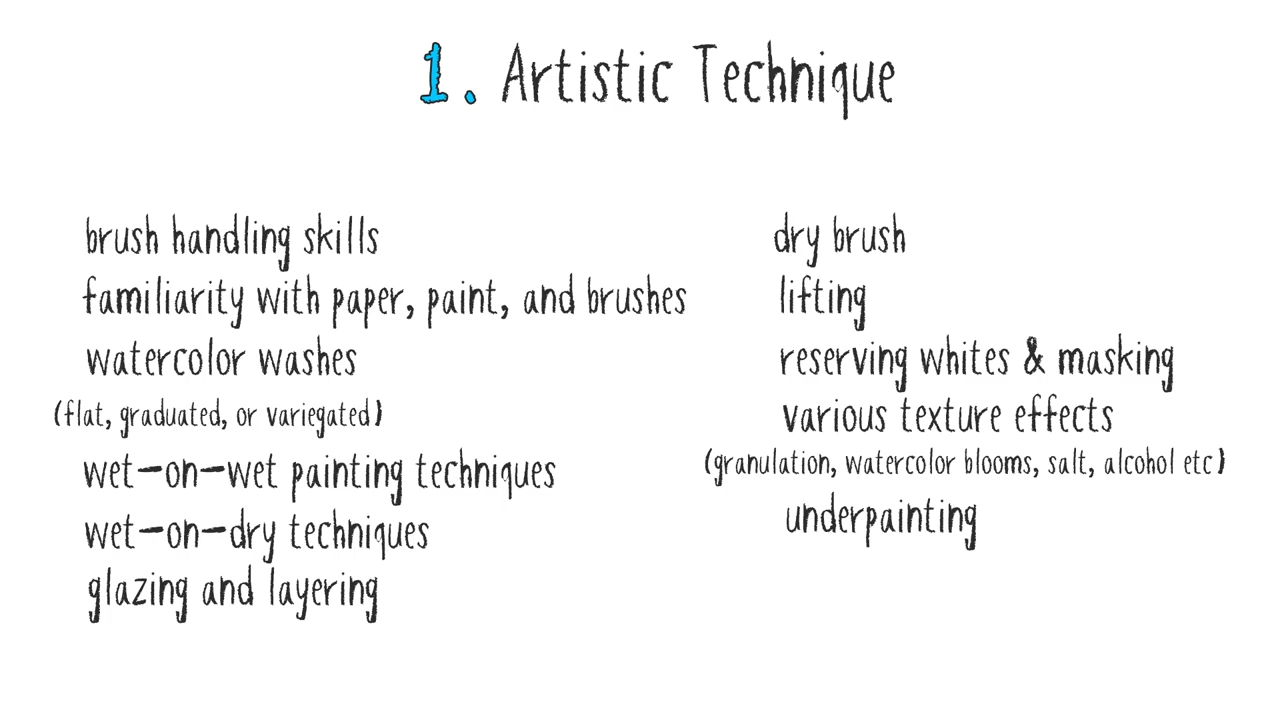 1. Artistic Technique
brush handling skills
familiarity with paper, paint, and brushes
watercolor washes
(flat, graduated, or variegated)
wet-on-wet painting techniques
wet-on-dry techniques
glazing and layering
dry brush
lifting
reserving whites & masking
various texture effects
(granulation, watercolor blooms, salt, alcohol etc)
underpainting